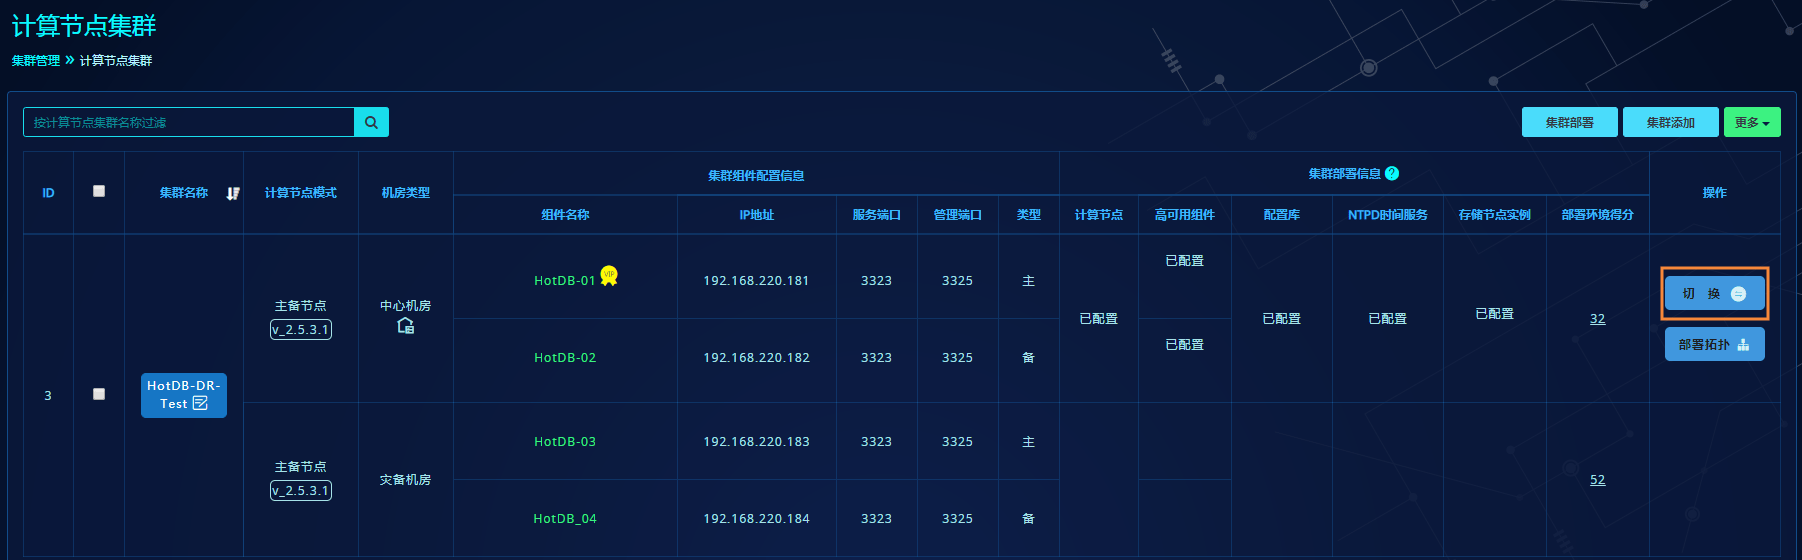 计算节点集群
集群管理 » 计算节点集群
按计算节点集群名称过滤
集群部署
集群添加
更多
ID
集群名称
计算节点模式
机房类型
集群组件配置信息
集群部署信息 ?
操作
组件名称
IP地址
服务端口
管理端口
类型
计算节点
高可用组件
配置库
NTPD时间服务
存储节点实例
部署环境得分
3
HotDB-DR-
Test
主备节点
v_2.5.3.1
中心机房
HotDB-01 VIP
192.168.220.181
3323
3325
主
已配置
已配置
已配置
已配置
已配置
32
切 换
部署拓扑
HotDB-02
192.168.220.182
3323
3325
备
已配置
主备节点
v_2.5.3.1
灾备机房
HotDB-03
192.168.220.183
3323
3325
主
52
HotDB_04
192.168.220.184
3323
3325
备